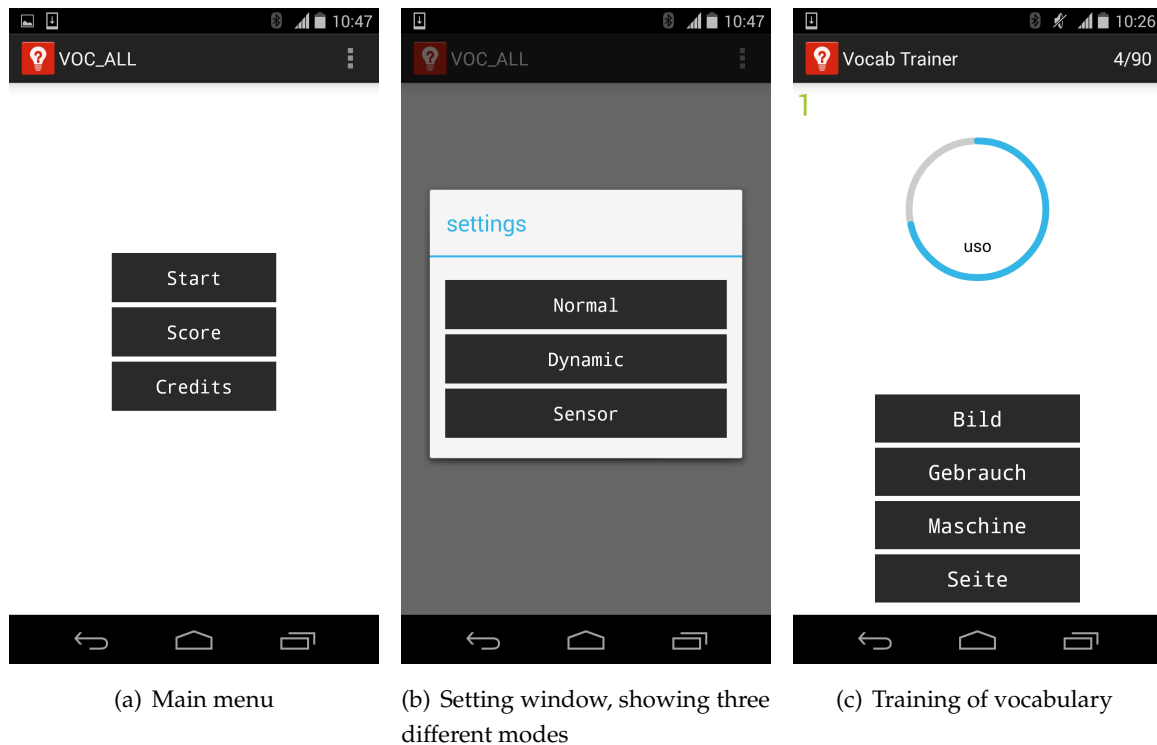 10:47
VOC_ALL
Start
Score
Credits
(a) Main menu
10:47
VOC_ALL
settings
Normal
Dynamic
Sensor
(b) Setting window, showing three
different modes
10:26
Vocab Trainer 4/90
1
uso
Bild
Gebrauch
Maschine
Seite
(c) Training of vocabulary